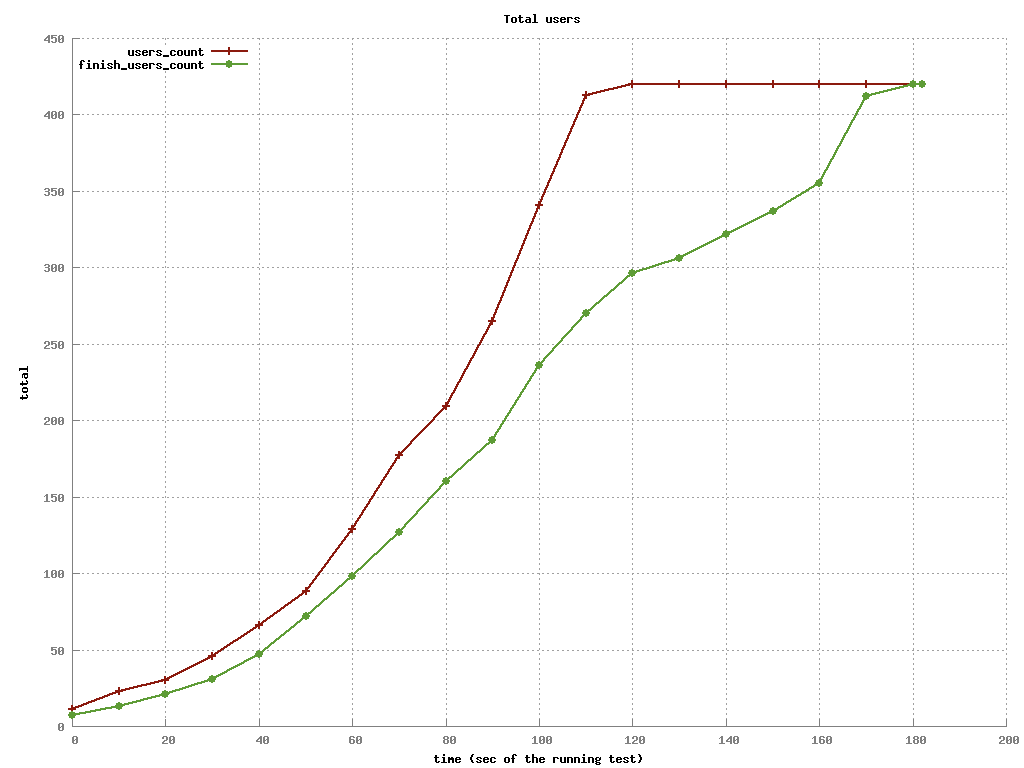 Total users
users_count
finish_users_count
450
400
350
300
250
200
150
100
50
0
total
0 20 40 60 80 100 120 140 160 180 200
time (sec of the running test)